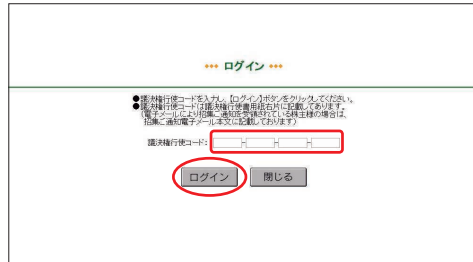 *** ログイン ***
●議決権行使コードを入力し、[ログイン]ボタンをクリックしてください。
●議決権行使コードは議決権行使書用紙右片に記載してあります。
(電子メールにより招集ご通知を受領されている株主様の場合は、
招集ご通知電子メール本文に記載しております)
議決権行使コード: - - -
ログイン 閉じる